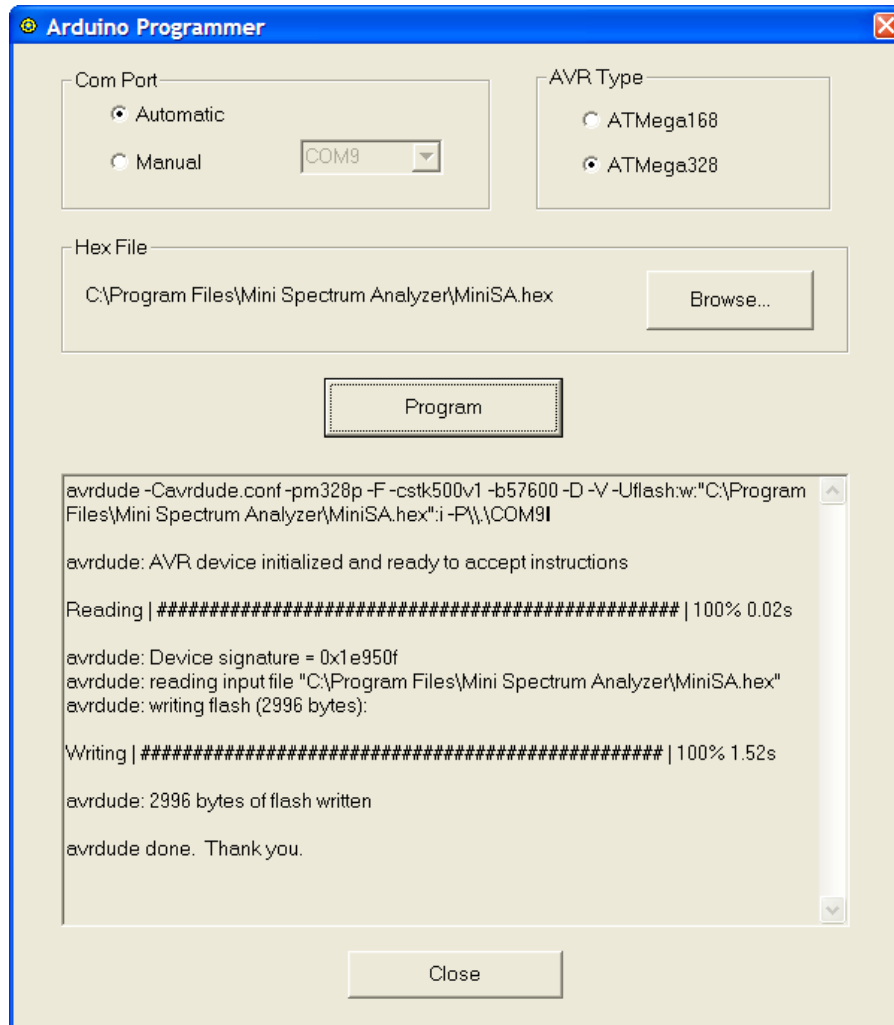 Arduino Programmer
Com Port
Automatic
Manual
COM9
AVR Type
ATMega168
ATMega328
Hex File
C:\Program Files\Mini Spectrum Analyzer\MiniSA.hex
Browse...
Program
avrdude -Cavrdude.conf -pm328p -F -cstk500v1 -b57600 -D -V -Uflash:w:"C:\Program
Files\Mini Spectrum Analyzer\MiniSA.hex":i -P\\.\COM9
avrdude: AVR device initialized and ready to accept instructions
Reading | ################################################## | 100% 0.02s
avrdude: Device signature = 0x1e950f
avrdude: reading input file "C:\Program Files\Mini Spectrum Analyzer\MiniSA.hex"
avrdude: writing flash (2996 bytes):
Writing | ################################################## | 100% 1.52s
avrdude: 2996 bytes of flash written
avrdude done.  Thank you.
Close